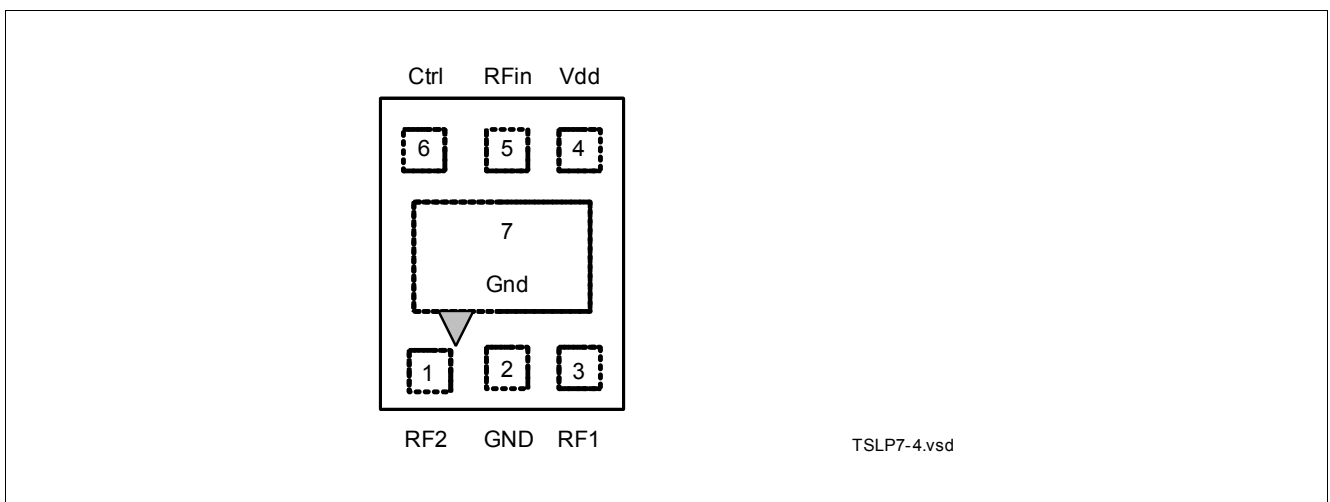 Ctrl RFin Vdd
6 5 4
7
Gnd
1 2 3
RF2 GND RF1
TSLP7-4.vsd